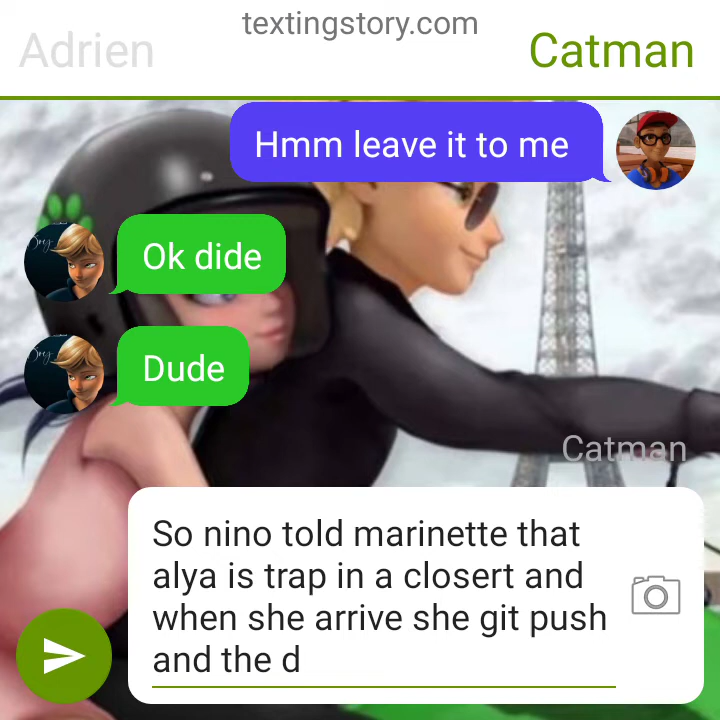 textingstory.com
Adrien
Catman
Hmm leave it to me
Ok dide
Dude
Catman
So nino told marinette that
alya is trap in a closert and
when she arrive she git push
and the d